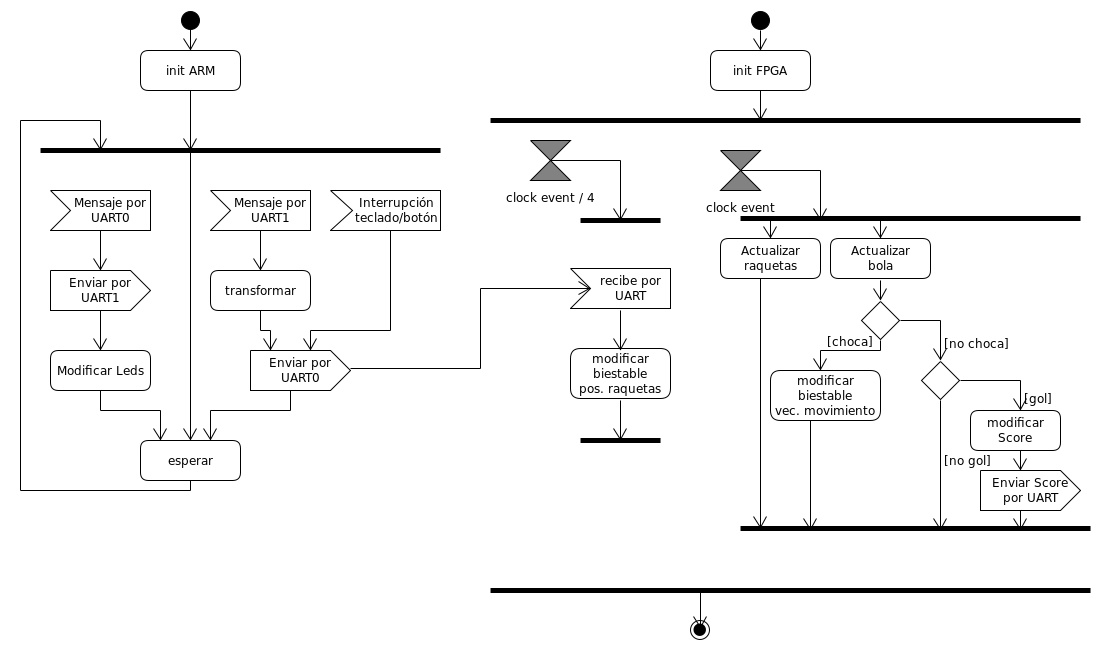 init ARM
Mensaje por
UART0
Mensaje por
UART1
Interrupción
teclado/botón
Enviar por
UART1
transformar
Modificar Leds
Enviar por
UART0
esperar
init FPGA
clock event / 4
recibe por
UART
modificar
biestable
pos. raquetas
clock event
Actualizar
raquetas
Actualizar
bola
[choca]
[no choca]
modificar
biestable
vec. movimiento
[gol]
modificar
Score
[no gol]
Enviar Score
por UART